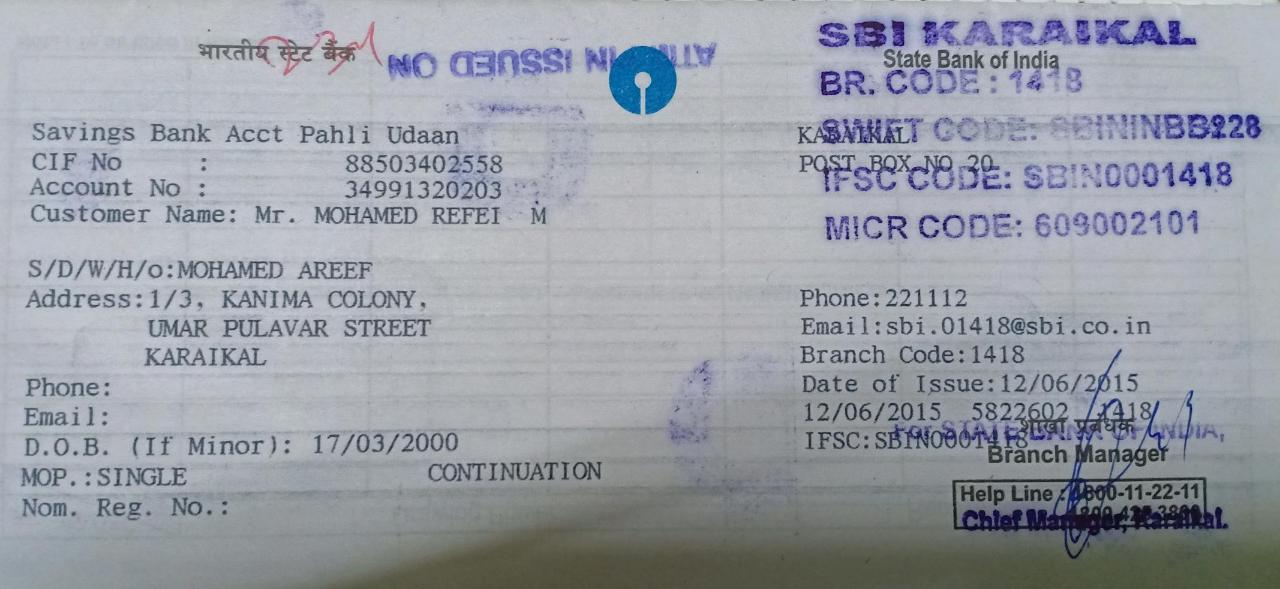 भारतीय स्टेट बैंक
ATM PIN ISSUED ON
SBI KARAIKAL
State Bank of India
BR. CODE : 1418
SWIFT CODE: SBININBB228
IFSC CODE: SBIN0001418
MICR CODE: 609002101
Savings Bank Acct Pahli Udaan
CIF No : 88503402558
Account No : 34991320203
Customer Name: Mr. MOHAMED REFEI M
S/D/W/H/o:MOHAMED AREEF
Address:1/3, KANIMA COLONY,
UMAR PULAVAR STREET
KARAIKAL
Phone:
Email:
D.O.B. (If Minor): 17/03/2000
MOP.:SINGLE CONTINUATION
Nom. Reg. No.:
KARAIKAL
POST BOX NO 20
Phone:221112
Email:sbi.01418@sbi.co.in
Branch Code:1418
Date of Issue:12/06/2015
12/06/2015 5822602 1418
IFSC:SBIN0001418
For STATE BANK OF INDIA,
शाखा प्रबंधक
Branch Manager
Help Line : 1800-11-22-11
Chief Manager, Karaikal.